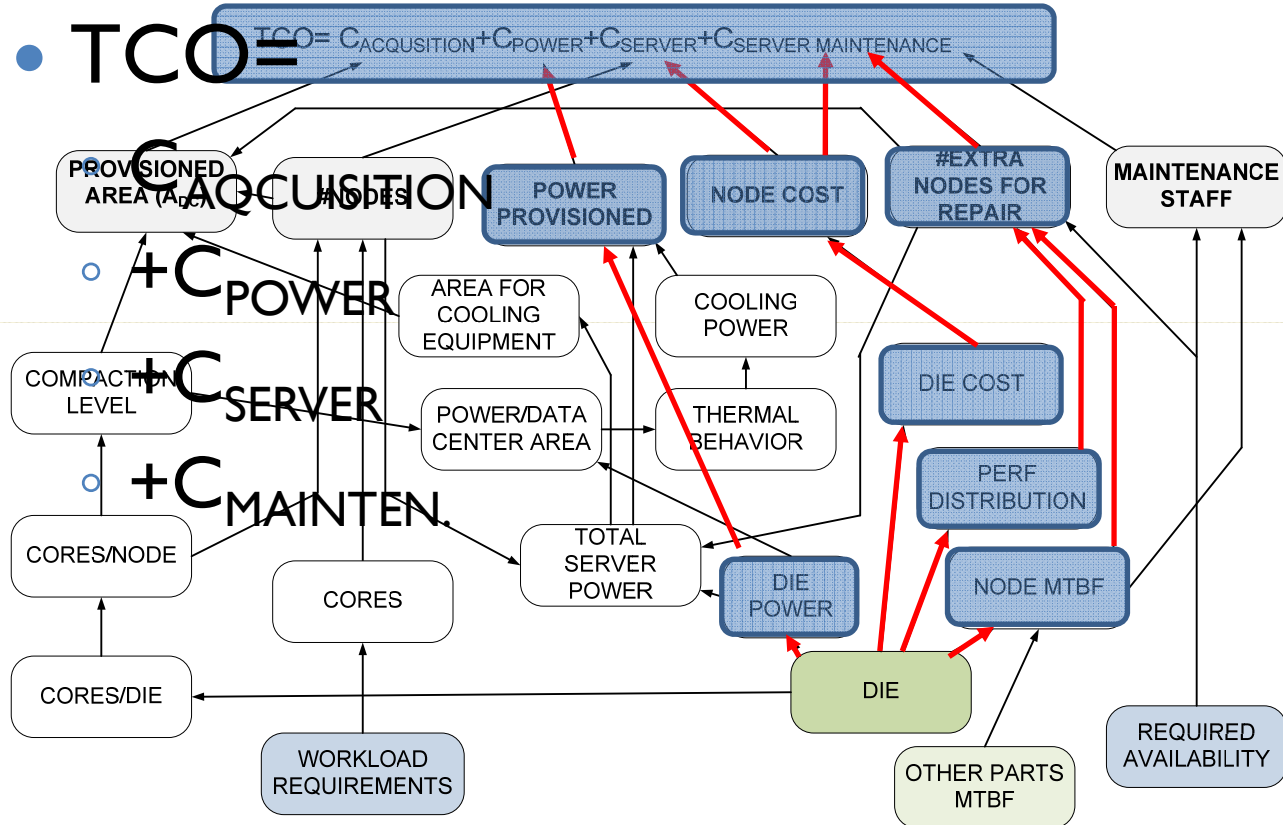 • TCO=
TCO= CACQUSITION+CPOWER+CSERVER+CSERVER MAINTENANCE
CACQCUISITION
+CPOWER
+CSERVER
+CMAINTEN.
PROVISIONED
AREA (ADC)
#NODES
POWER
PROVISIONED
NODE COST
#EXTRA
NODES FOR
REPAIR
MAINTENANCE
STAFF
AREA FOR
COOLING
EQUIPMENT
COOLING
POWER
COMPACTION
LEVEL
POWER/DATA
CENTER AREA
THERMAL
BEHAVIOR
DIE COST
PERF
DISTRIBUTION
CORES/NODE
CORES
TOTAL
SERVER
POWER
DIE
POWER
NODE MTBF
CORES/DIE
DIE
WORKLOAD
REQUIREMENTS
OTHER PARTS
MTBF
REQUIRED
AVAILABILITY